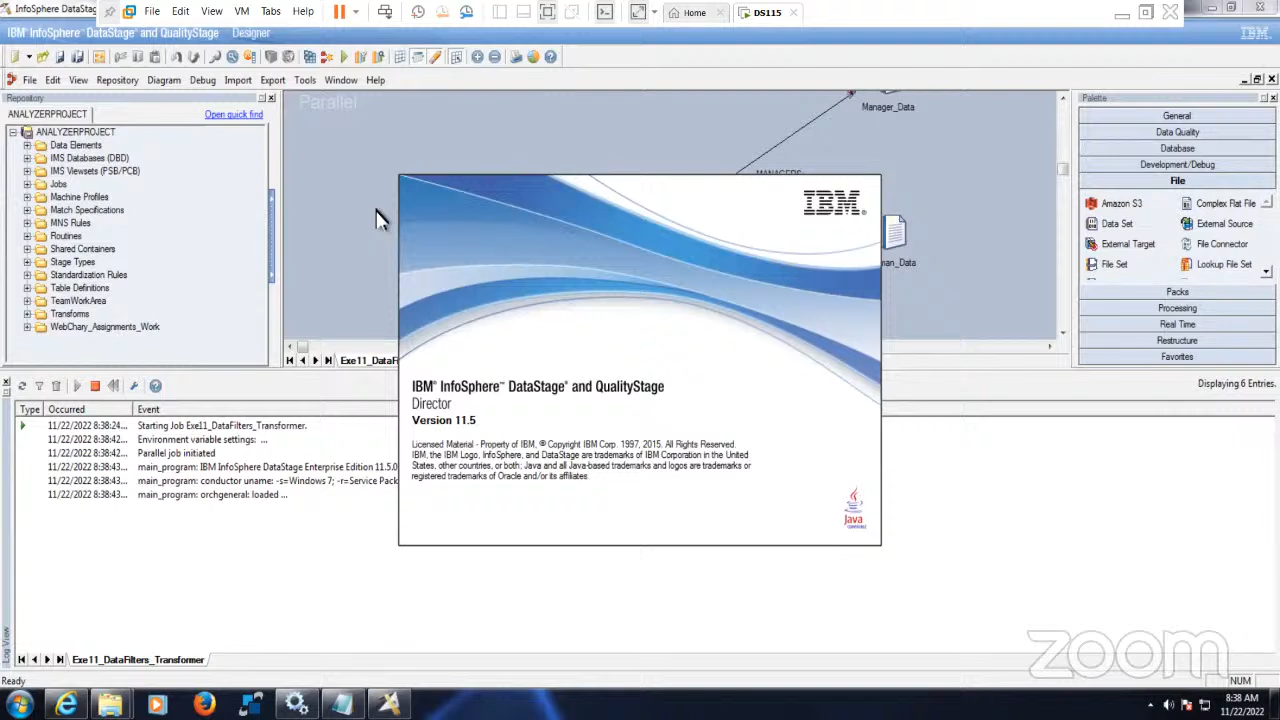 InfoSphere DataStag
File Edit View VM Tabs Help
Home
DS115
IBM InfoSphere DataStage and QualityStage Designer
IBM
File Edit View Repository Diagram Debug Import Export Tools Window Help
Repository
ANALYZERPROJECT
Open quick find
ANALYZERPROJECT
Data Elements
IMS Databases (DBD)
IMS Viewsets (PSB/PCB)
Jobs
Machine Profiles
Match Specifications
MNS Rules
Routines
Shared Containers
Stage Types
Standardization Rules
Table Definitions
TeamWorkArea
Transforms
WebChary_Assignments_Work
Parallel
Manager_Data
MANAGERS
man_Data
Exe11_DataFi
Palette
General
Data Quality
Database
Development/Debug
File
Amazon S3
Complex Flat File
Data Set
External Source
External Target
File Connector
File Set
Lookup File Set
Packs
Processing
Real Time
Restructure
Favorites
IBM®
IBM® InfoSphere™ DataStage® and QualityStage
Director
Version 11.5
Licensed Material - Property of IBM, © Copyright IBM Corp. 1997, 2015. All Rights Reserved.
IBM, the IBM Logo, InfoSphere, and DataStage are trademarks of IBM Corporation in the United
States, other countries, or both; Java and all Java-based trademarks and logos are trademarks or
registered trademarks of Oracle and/or its affiliates.
Java
COMPATIBLE
Displaying 6 Entries.
Type Occurred Event
11/22/2022 8:38:24... Starting Job Exe11_DataFilters_Transformer.
11/22/2022 8:38:42... Environment variable settings: ...
11/22/2022 8:38:42... Parallel job initiated
11/22/2022 8:38:43... main_program: IBM InfoSphere DataStage Enterprise Edition 11.5.0
11/22/2022 8:38:43... main_program: conductor uname: -s=Windows 7; -r=Service Pack
11/22/2022 8:38:43... main_program: orchgeneral: loaded ...
Log View
Exe11_DataFilters_Transformer
zoom
Ready
NUM
8:38 AM
11/22/2022